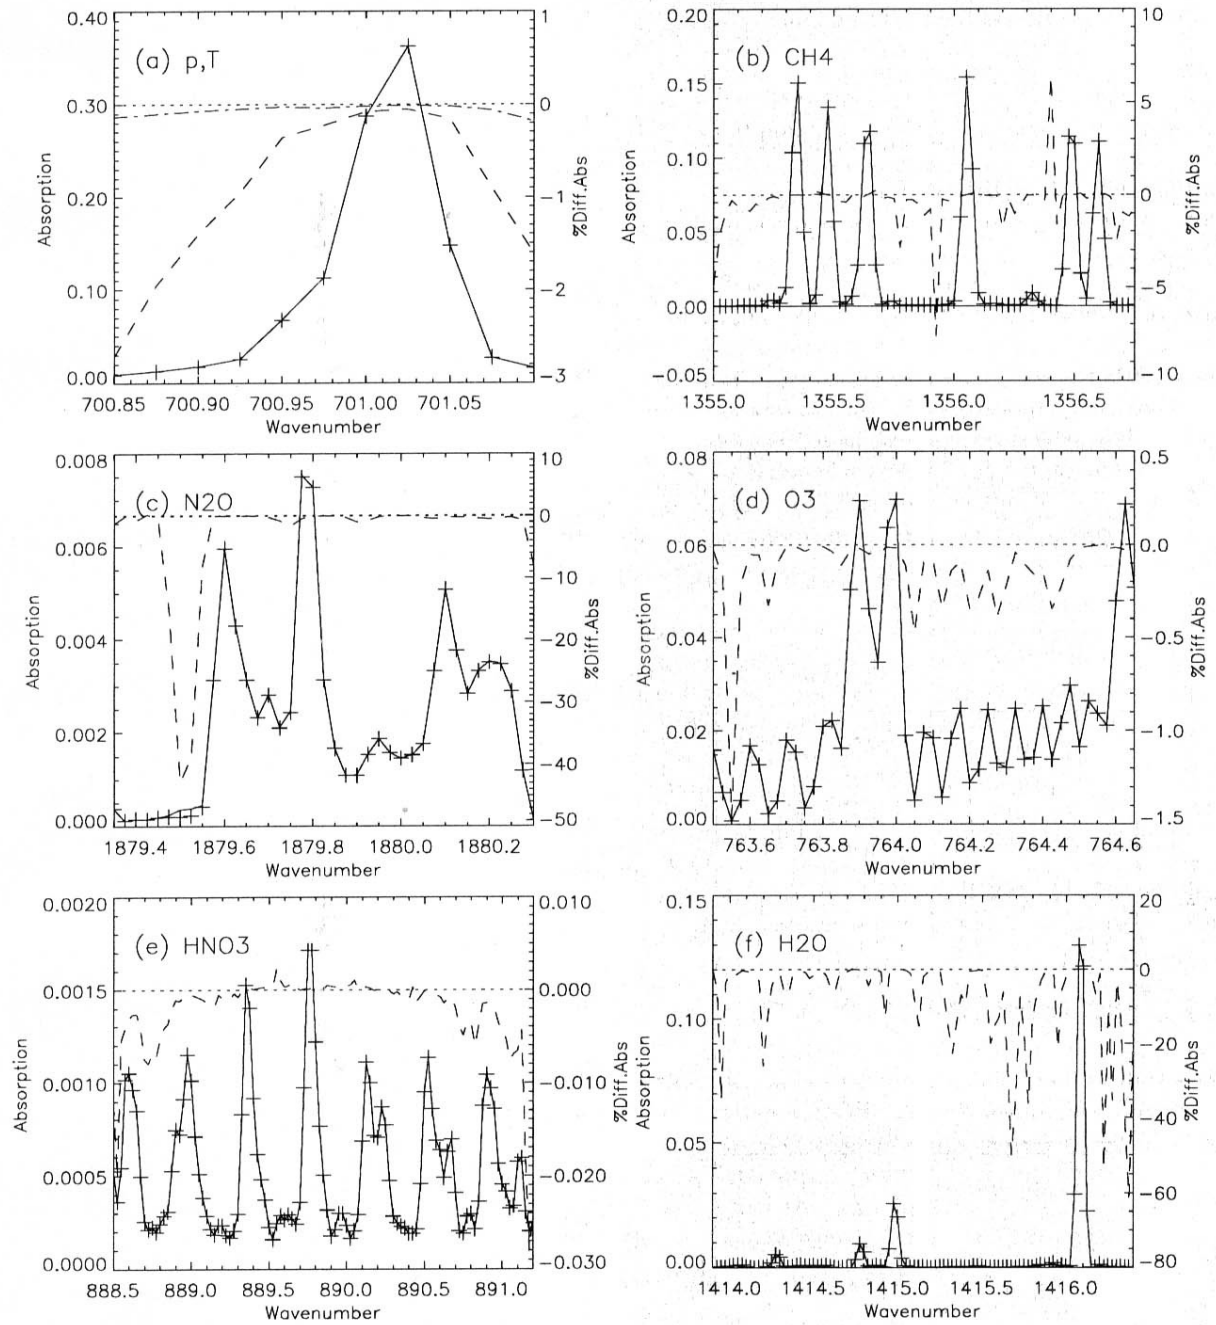 (a) p,T
0.40
0.30
0.20
0.10
0.00
1
0
−1
−2
−3
Absorption
%Diff.Abs
700.85 700.90 700.95 701.00 701.05
Wavenumber
(b) CH4
0.20
0.15
0.10
0.05
0.00
−0.05
10
5
0
−5
−10
Absorption
%Diff.Abs
1355.0 1355.5 1356.0 1356.5
Wavenumber
(c) N2O
0.008
0.006
0.004
0.002
0.000
10
0
−10
−20
−30
−40
−50
Absorption
%Diff.Abs
1879.4 1879.6 1879.8 1880.0 1880.2
Wavenumber
(d) O3
0.08
0.06
0.04
0.02
0.00
0.5
0.0
−0.5
−1.0
−1.5
Absorption
%Diff.Abs
763.6 763.8 764.0 764.2 764.4 764.6
Wavenumber
(e) HNO3
0.0020
0.0015
0.0010
0.0005
0.0000
0.010
0.000
−0.010
−0.020
−0.030
Absorption
%Diff.Abs
888.5 889.0 889.5 890.0 890.5 891.0
Wavenumber
(f) H2O
0.15
0.10
0.05
0.00
20
0
−20
−40
−60
−80
Absorption
%Diff.Abs
1414.0 1414.5 1415.0 1415.5 1416.0
Wavenumber